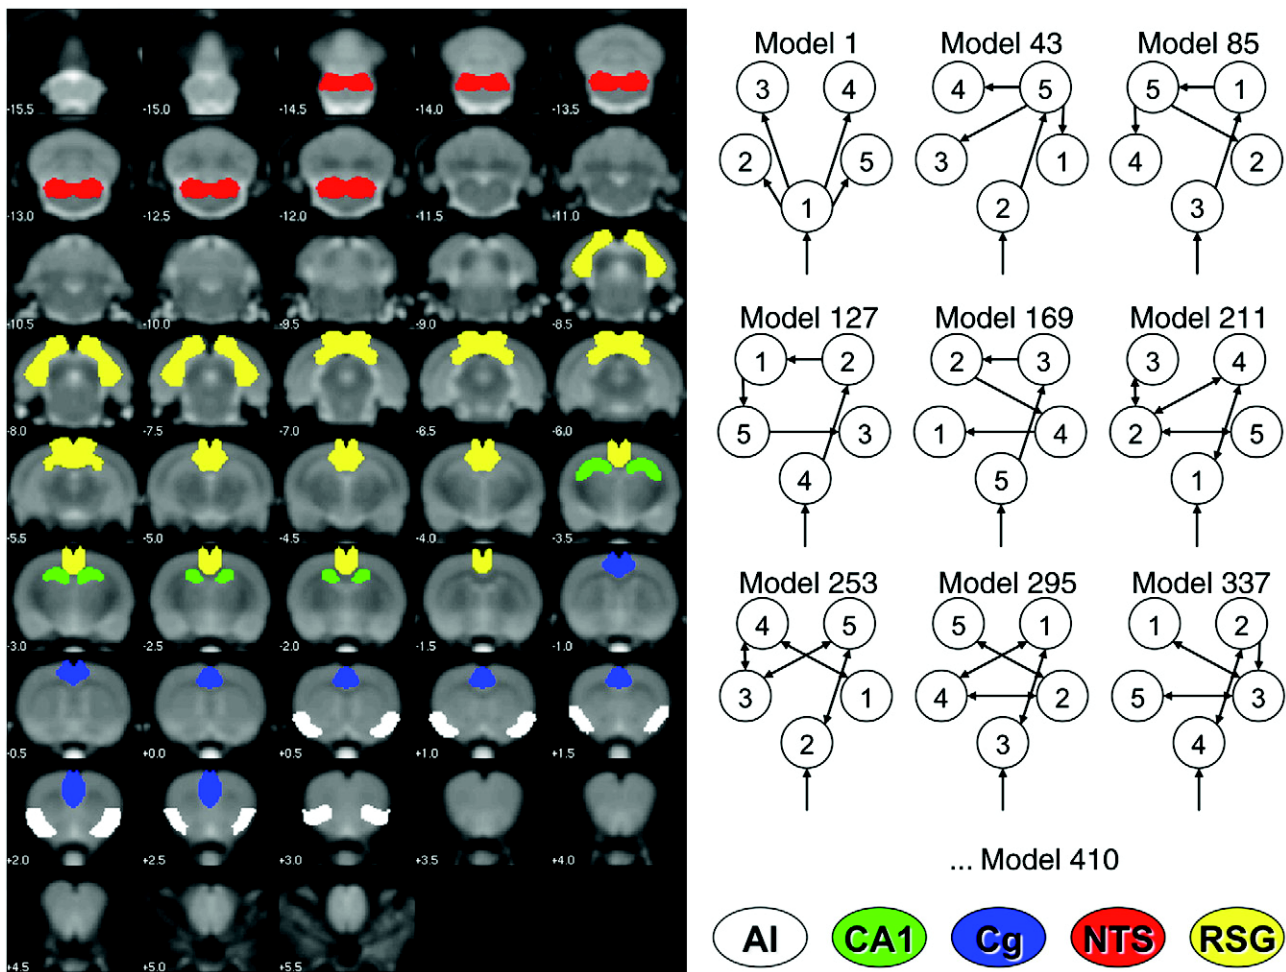 -15.5 -15.0 -14.5 -14.0 -13.5
-13.0 -12.5 -12.0 -11.5 -11.0
-10.5 -10.0 -9.5 -9.0 -8.5
-8.0 -7.5 -7.0 -6.5 -6.0
-5.5 -5.0 -4.5 -4.0 -3.5
-3.0 -2.5 -2.0 -1.5 -1.0
-0.5 +0.0 +0.5 +1.0 +1.5
+2.0 +2.5 +3.0 +3.5 +4.0
+4.5 +5.0 +5.5
Model 1 Model 43 Model 85
3 4 4 5 5 1
2 5 3 1 4 2
1 2 3
Model 127 Model 169 Model 211
1 2 2 3 3 4
5 3 1 4 2 5
4 5 1
Model 253 Model 295 Model 337
4 5 5 1 1 2
3 1 4 2 5 3
2 3 4
... Model 410
AI CA1 Cg NTS RSG